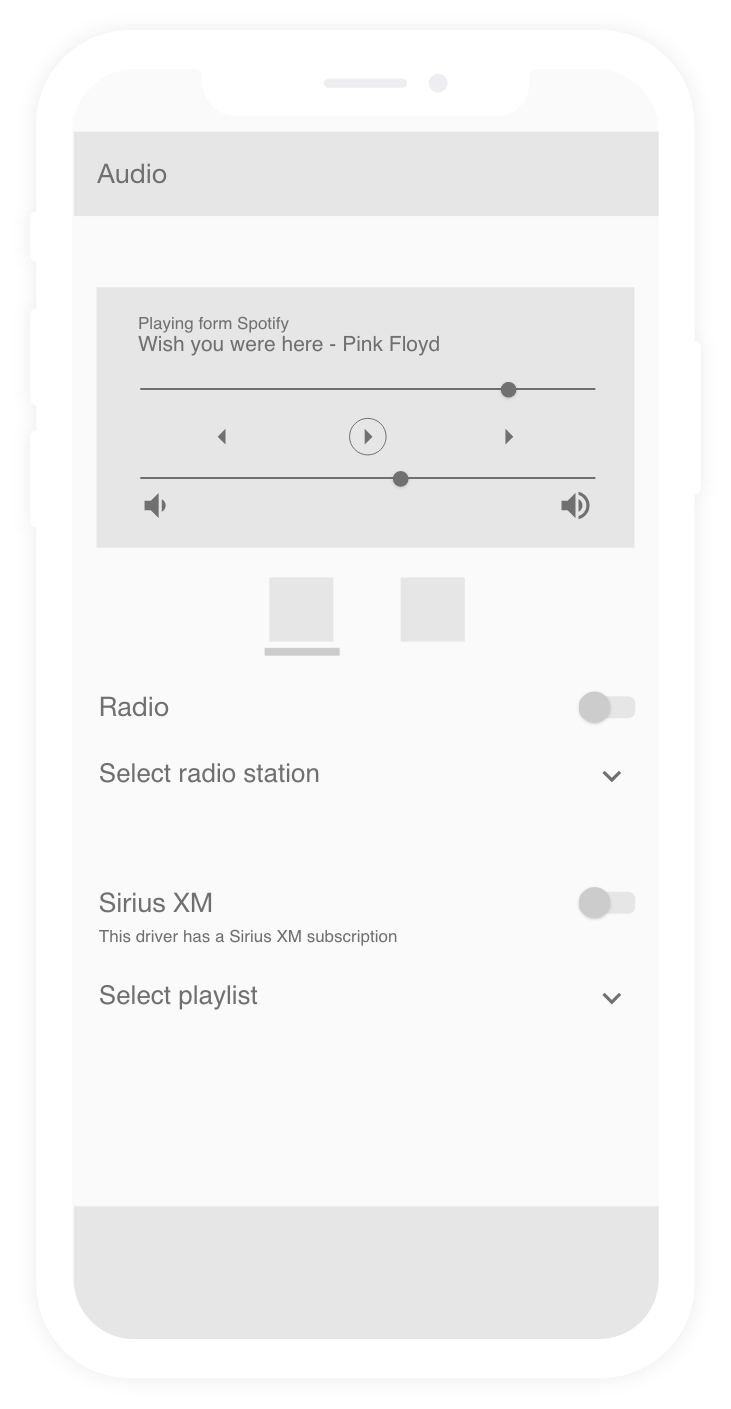 Audio
Playing form Spotify
Wish you were here - Pink Floyd
Radio
Select radio station
Sirius XM
This driver has a Sirius XM subscription
Select playlist